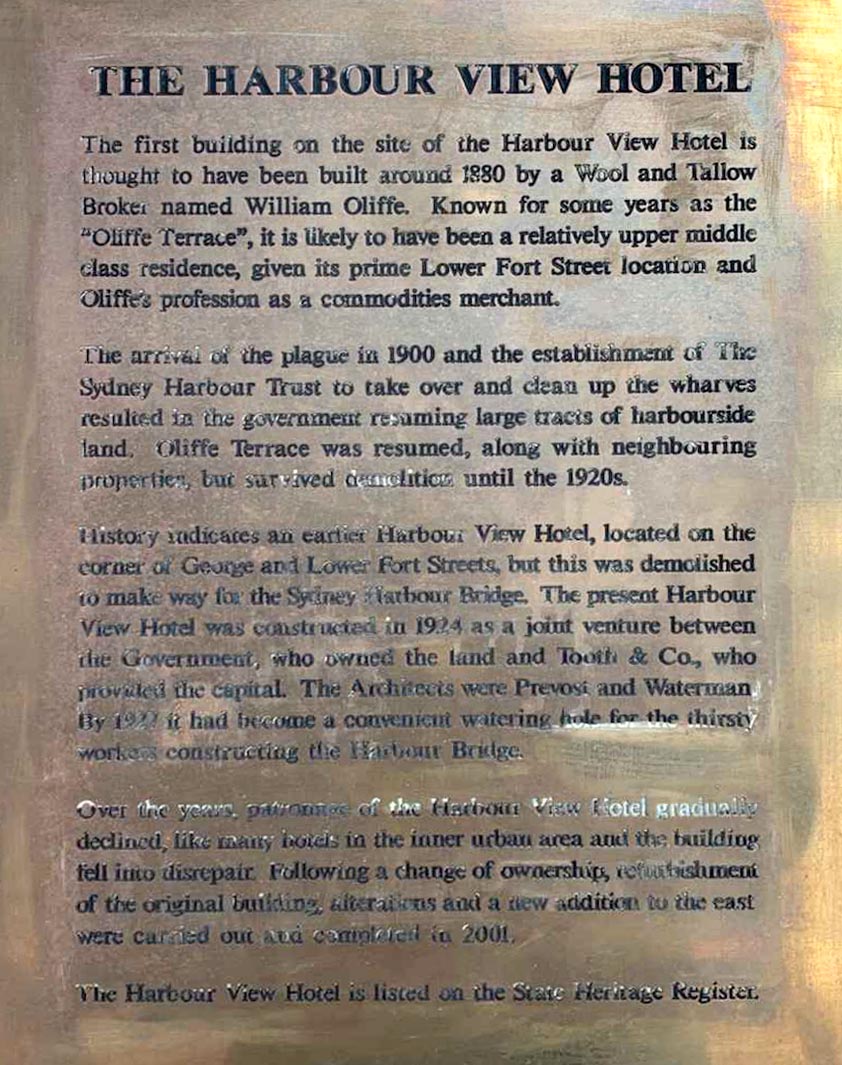 THE HARBOUR VIEW HOTEL
The first building on the site of the Harbour View Hotel is
thought to have been built around 1880 by a Wool and Tallow
Broker named William Oliffe. Known for some years as the
"Oliffe Terrace", it is likely to have been a relatively upper middle
class residence, given its prime Lower Fort Street location and
Oliffe's profession as a commodities merchant.
The arrival of the plague in 1900 and the establishment of The
Sydney Harbour Trust to take over and clean up the wharves
resulted in the government resuming large tracts of harbourside
land. Oliffe Terrace was resumed, along with neighbouring
properties, but survived demolition until the 1920s.
History indicates an earlier Harbour View Hotel, located on the
corner of George and Lower Fort Streets, but this was demolished
to make way for the Sydney Harbour Bridge. The present Harbour
View Hotel was constructed in 1924 as a joint venture between
the Government, who owned the land and Tooth & Co., who
provided the capital. The Architects were Prevost and Waterman
By 1927 it had become a convenient watering hole for the thirsty
workers constructing the Harbour Bridge.
Over the years, patronage of the Harbour View Hotel gradually
declined, like many hotels in the inner urban area and the building
fell into disrepair. Following a change of ownership, refurbishment
of the original building, alterations and a new addition to the east
were carried out and completed in 2001.
The Harbour View Hotel is listed on the State Heritage Register.